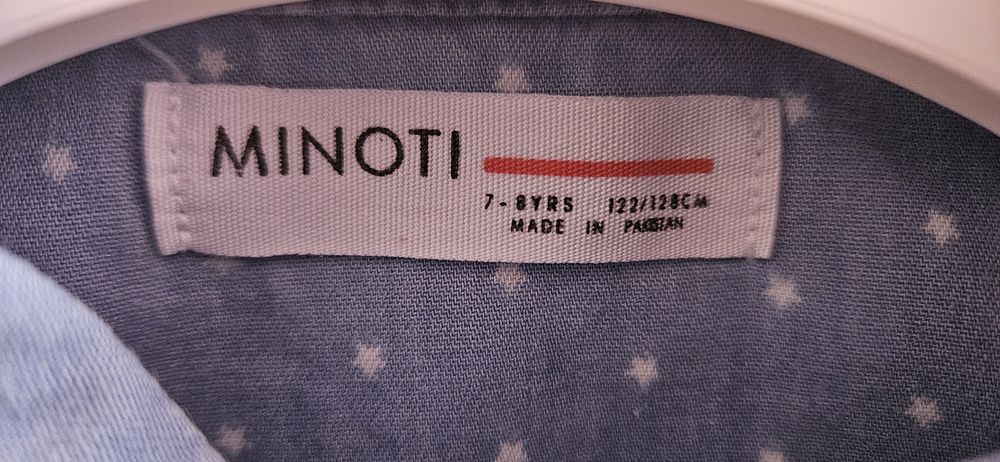 MINOTI
7-8YRS 122/128CM
MADE IN PAKISTAN